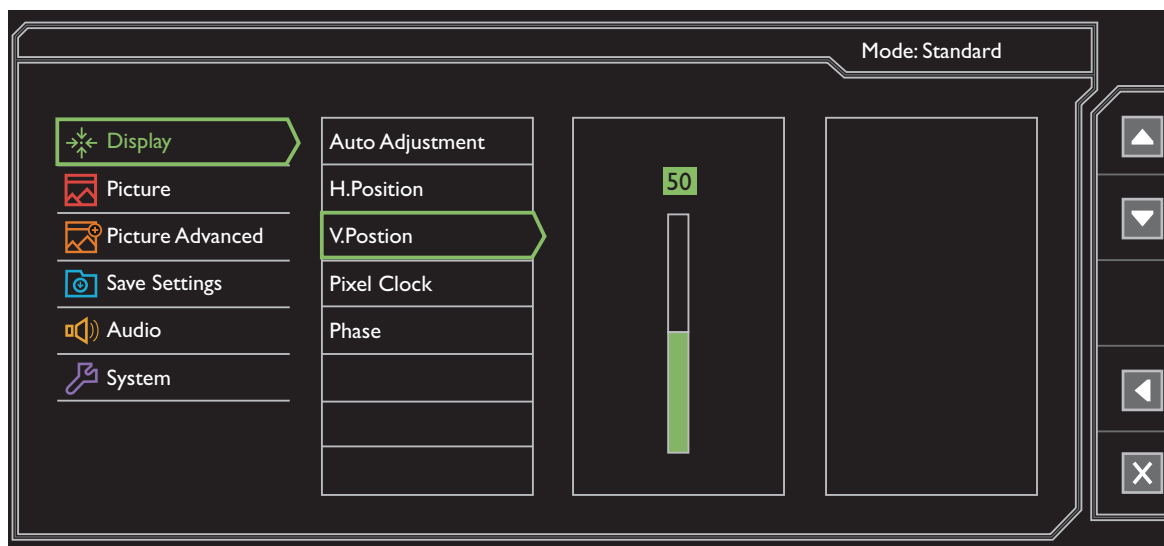 Mode: Standard
Display
Picture
Picture Advanced
Save Settings
Audio
System
Auto Adjustment
H.Position
V.Postion
Pixel Clock
Phase
50